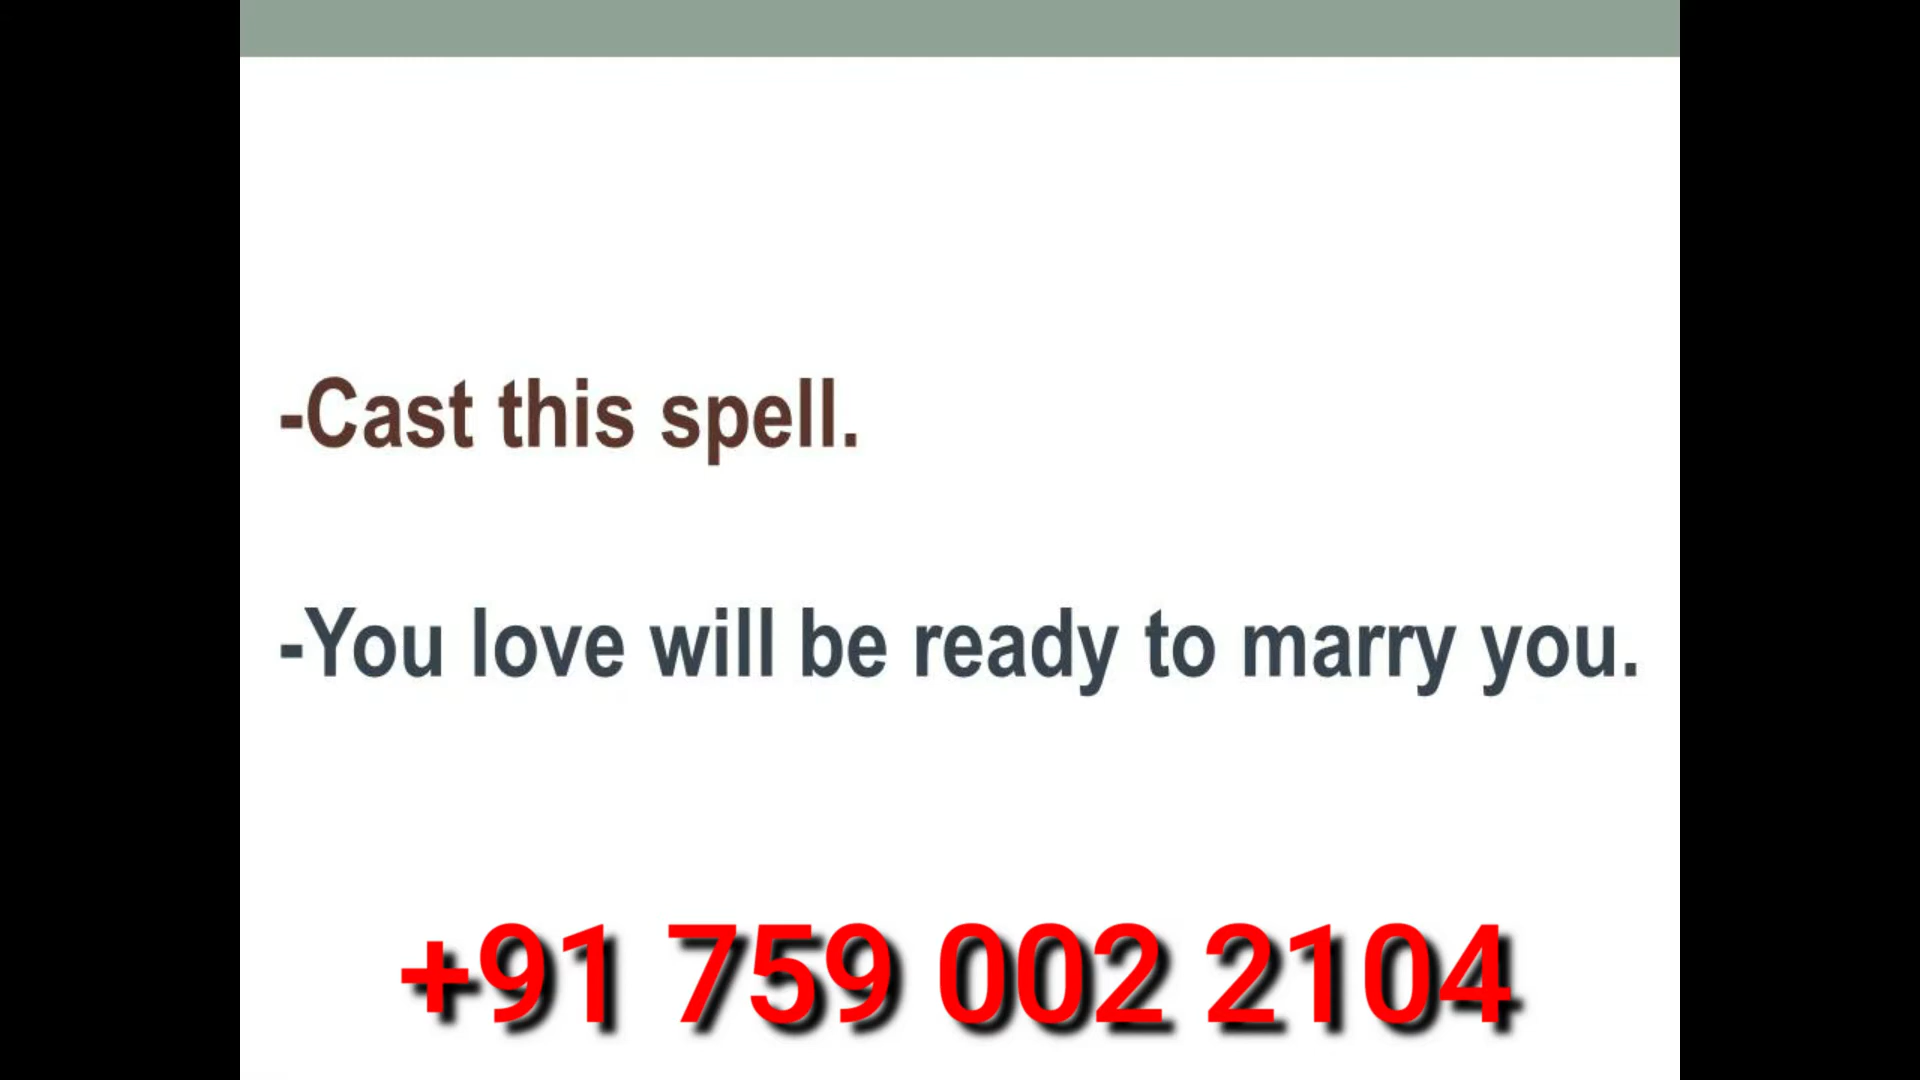 -Cast this spell.
-You love will be ready to marry you.
+91 759 002 2104